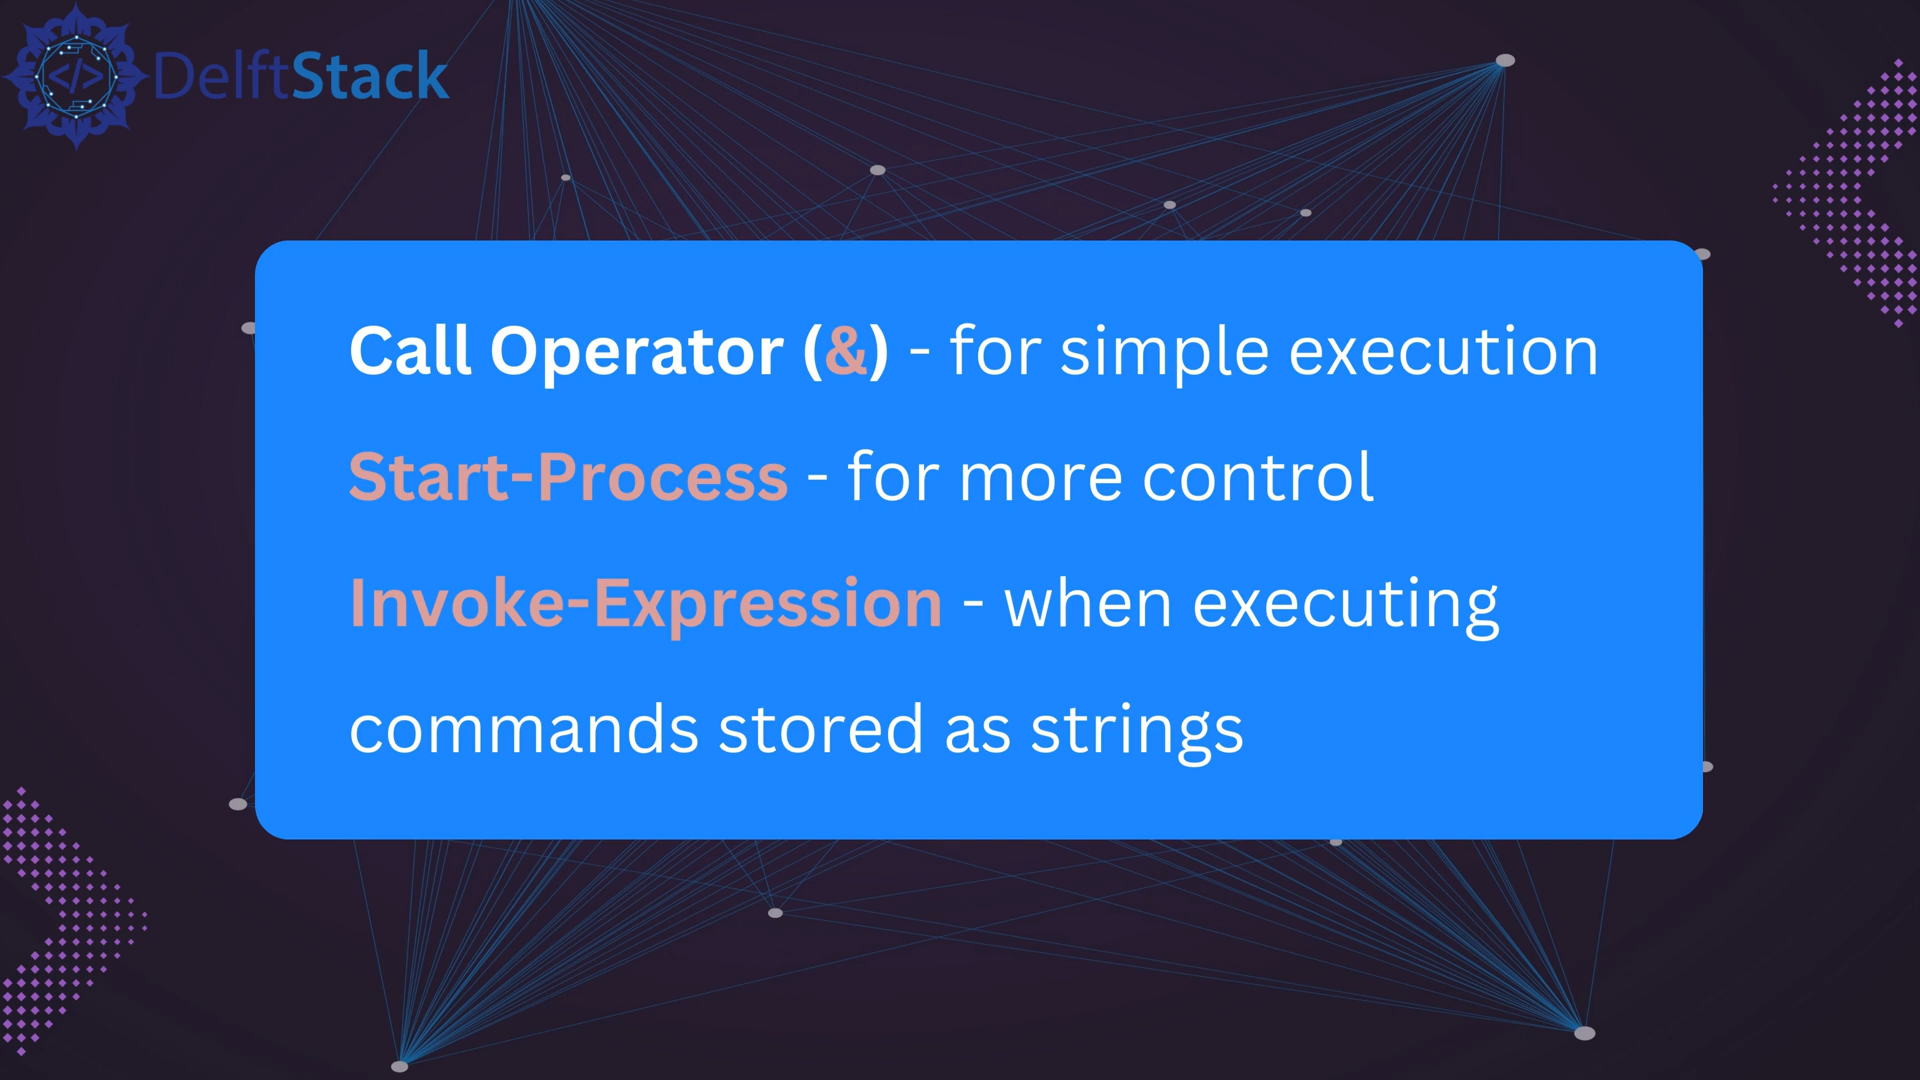 </> DelftStack
Call Operator (&) - for simple execution
Start-Process - for more control
Invoke-Expression - when executing
commands stored as strings